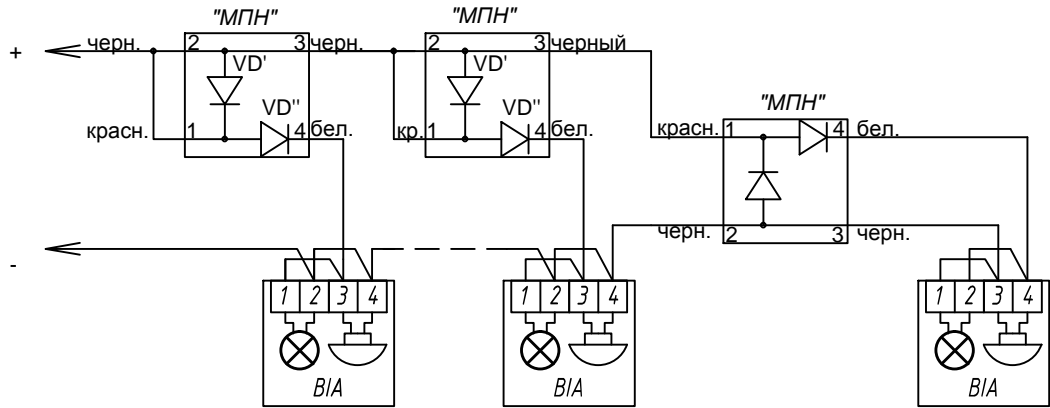 "МПН" "МПН"
+ черн. 2 3 черн. 2 3 черный
VD' VD'
"МПН"
VD" VD"
красн. 1 4 бел. кр. 1 4 бел. красн. 1 4 бел.
черн. 2 3 черн.
-
1 2 3 4 1 2 3 4 1 2 3 4
BIA BIA BIA